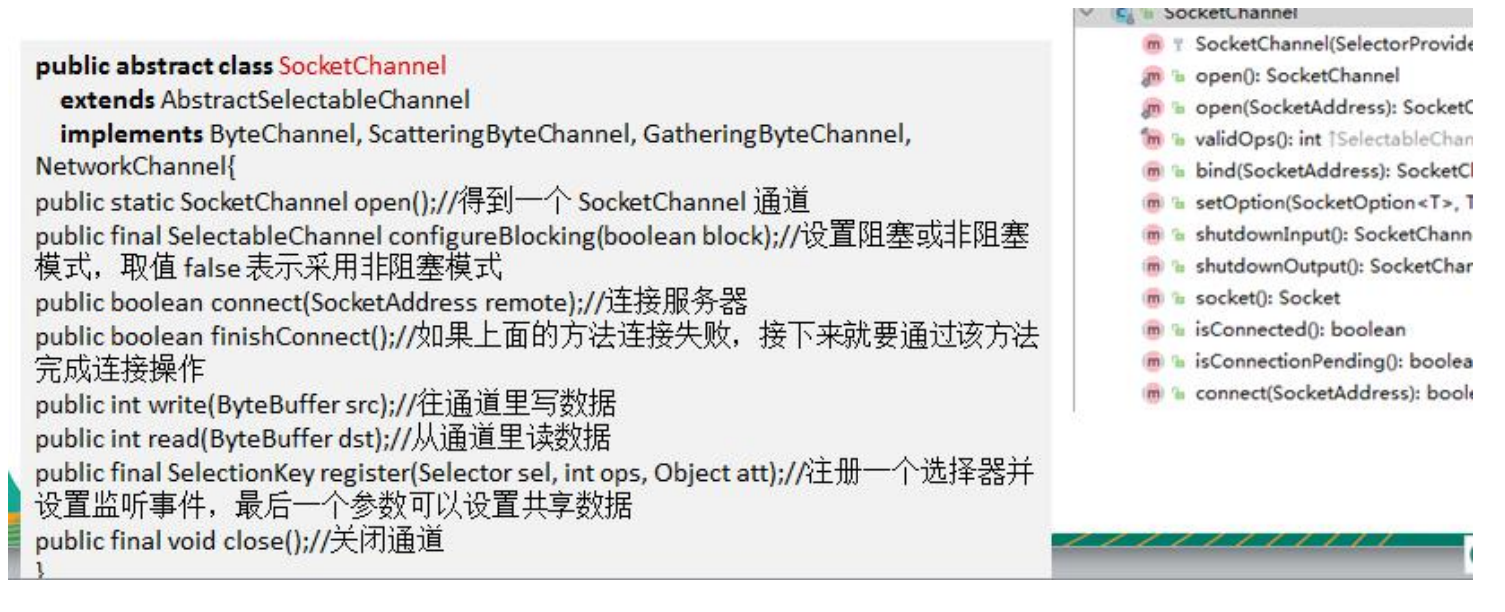 public abstract class SocketChannel
extends AbstractSelectableChannel
implements ByteChannel, ScatteringByteChannel, GatheringByteChannel,
NetworkChannel{
public static SocketChannel open();//得到一个 SocketChannel 通道
public final SelectableChannel configureBlocking(boolean block);//设置阻塞或非阻塞
模式，取值 false 表示采用非阻塞模式
public boolean connect(SocketAddress remote);//连接服务器
public boolean finishConnect();//如果上面的方法连接失败，接下来就要通过该方法
完成连接操作
public int write(ByteBuffer src);//往通道里写数据
public int read(ByteBuffer dst);//从通道里读数据
public final SelectionKey register(Selector sel, int ops, Object att);//注册一个选择器并
设置监听事件，最后一个参数可以设置共享数据
public final void close();//关闭通道
}
SocketChannel
SocketChannel(SelectorProvide
open(): SocketChannel
open(SocketAddress): SocketC
validOps(): int ↑SelectableChan
bind(SocketAddress): SocketCl
setOption(SocketOption<T>, T
shutdownInput(): SocketChann
shutdownOutput(): SocketChar
socket(): Socket
isConnected(): boolean
isConnectionPending(): boolea
connect(SocketAddress): boole